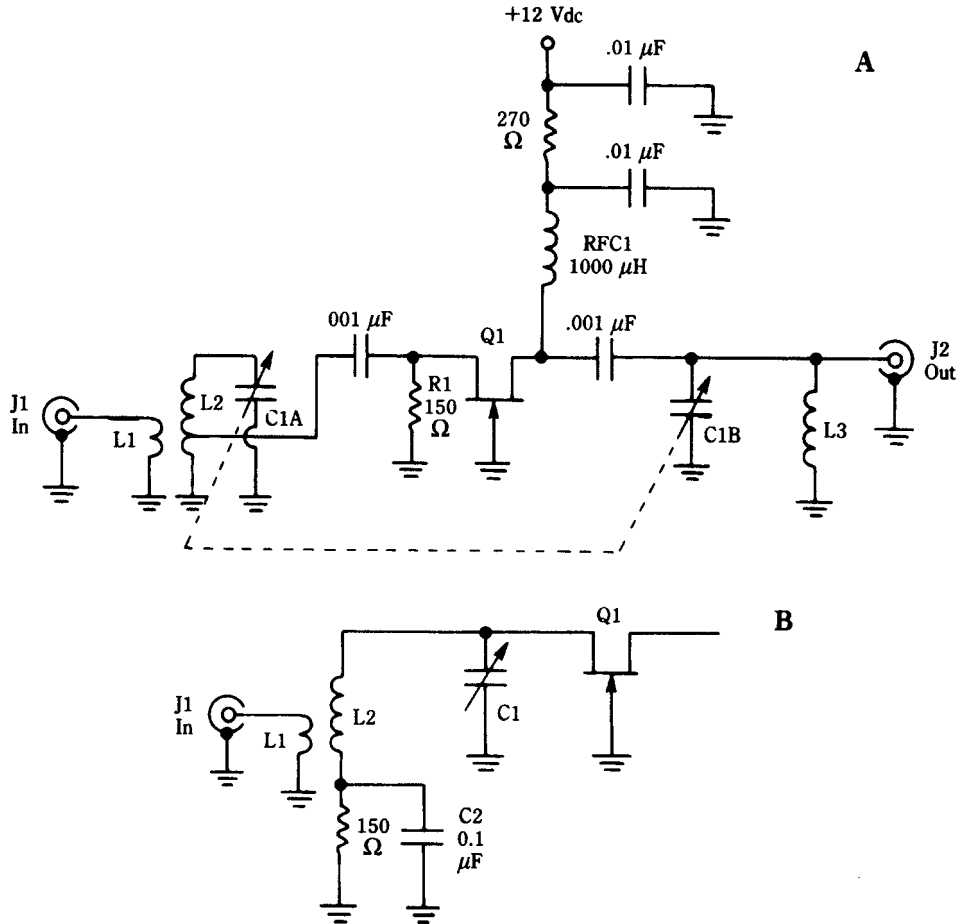 +12 Vdc
.01 μF
A
270
Ω
.01 μF
RFC1
1000 μH
001 μF
Q1
.001 μF
J2
Out
J1
In
L1
L2
C1A
R1
150
Ω
C1B
L3
Q1
B
J1
In
L1
L2
C1
150
Ω
C2
0.1
μF